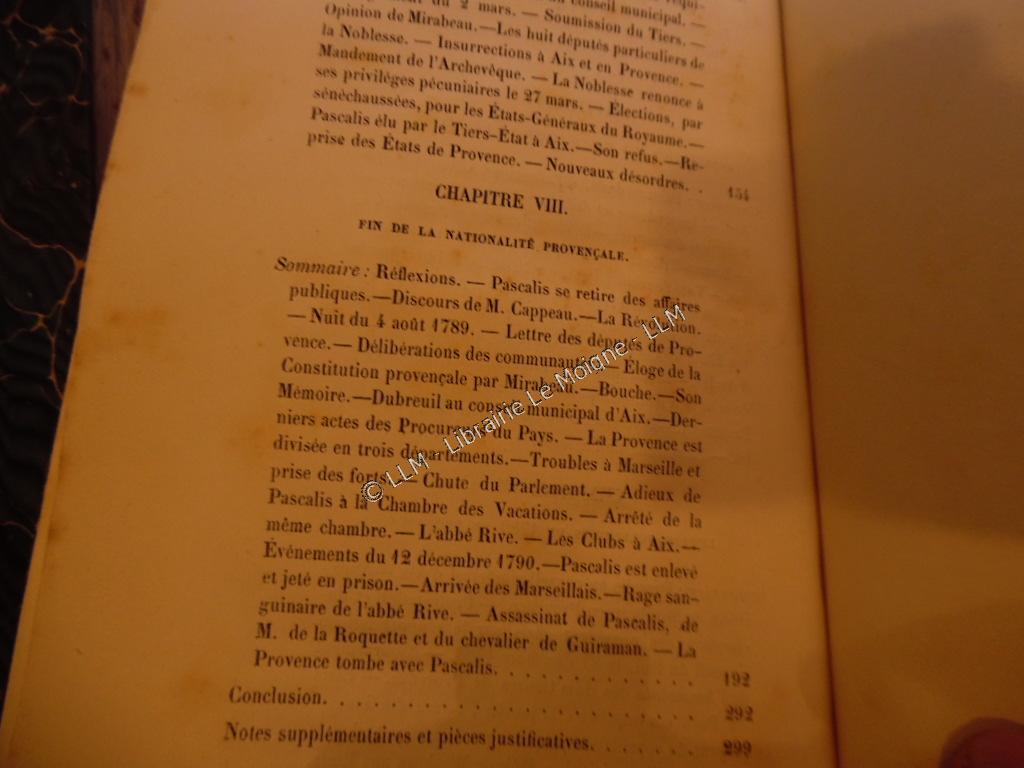 conseil municipal. —
du 2 mars. — Soumission du Tiers. —
Opinion de Mirabeau.—Les huit députés particuliers de
la Noblesse. — Insurrections à Aix et en Provence. —
Mandement de l'Archevêque. — La Noblesse renonce à
ses priviléges pécuniaires le 27 mars. — Élections, par
sénéchaussées, pour les États-Généraux du Royaume.—
Pascalis élu par le Tiers-État à Aix.—Son refus.—Re-
prise des États de Provence. — Nouveaux désordres. . 154
CHAPITRE VIII.
FIN DE LA NATIONALITÉ PROVENÇALE.
Sommaire : Réflexions. — Pascalis se retire des affaires
publiques.—Discours de M. Cappeau.—La Révolution.
— Nuit du 4 août 1789. — Lettre des députés de Pro-
vence.— Délibérations des communautés — Éloge de la
Constitution provençale par Mirabeau.—Bouche.—Son
Mémoire.—Dubreuil au conseil municipal d'Aix.—Der-
niers actes des Procureurs du Pays. — La Provence est
divisée en trois départements.—Troubles à Marseille et
prise des forts.— Chute du Parlement. — Adieux de
Pascalis à la Chambre des Vacations. — Arrêté de la
même chambre. — L'abbé Rive. — Les Clubs à Aix.—
Événements du 12 décembre 1790.—Pascalis est enlevé
et jeté en prison.—Arrivée des Marseillais.—Rage san-
guinaire de l'abbé Rive. — Assassinat de Pascalis, de
M. de la Roquette et du chevalier de Guiraman. — La
Provence tombe avec Pascalis. . . . . . . . . . . . 192
Conclusion. . . . . . . . . . . . . . . . . . . . . . 292
Notes supplémentaires et pièces justificatives. . . . . . . 299
© LLM - Librairie Le Moigne - LLM